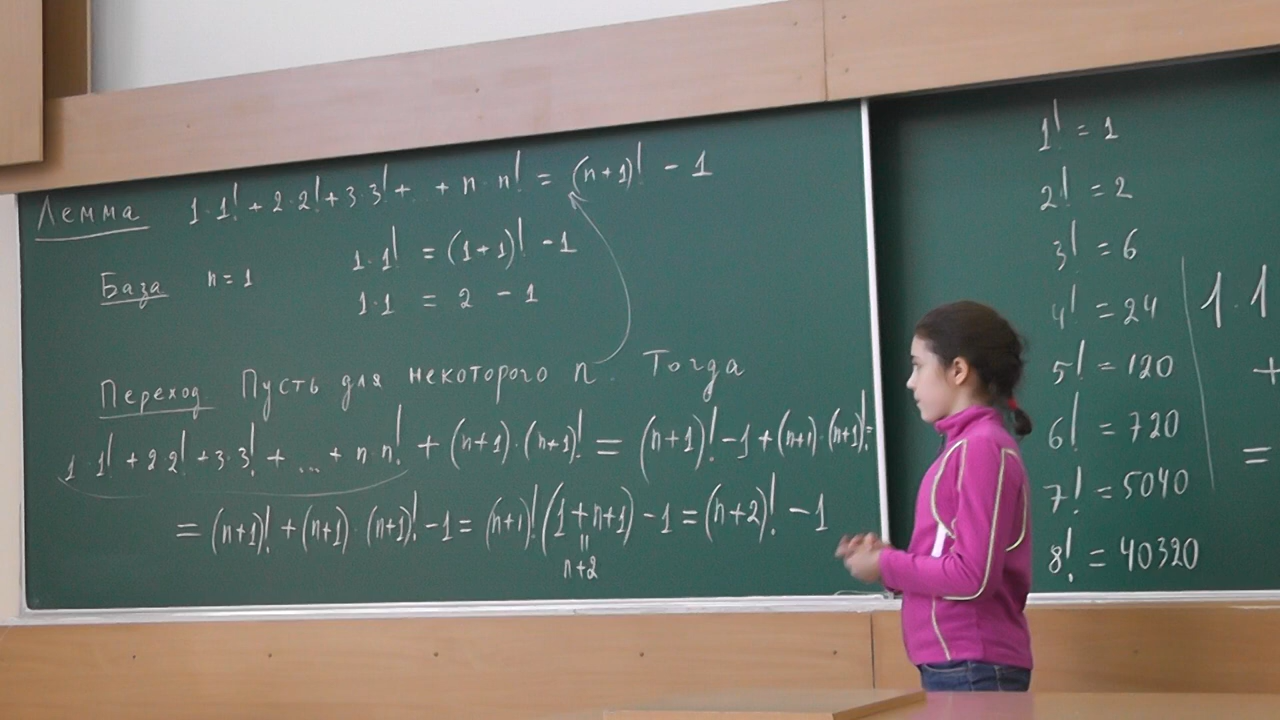 Лемма 1·1! + 2·2! + 3·3! + + n·n! = (n+1)! - 1
База n=1 1·1! = (1+1)! - 1
1·1 = 2 - 1
Переход Пусть для некоторого n. Тогда
1·1! + 2·2! + 3·3! + ... + n·n! + (n+1)·(n+1)! = (n+1)! - 1 + (n+1)·(n+1)! =
= (n+1)! + (n+1)·(n+1)! - 1 = (n+1)!(1+n+1) - 1 = (n+2)! - 1
=
n+2
1! = 1
2! = 2
3! = 6
4! = 24
5! = 120
6! = 720
7! = 5040
8! = 40320
1·1
+
=